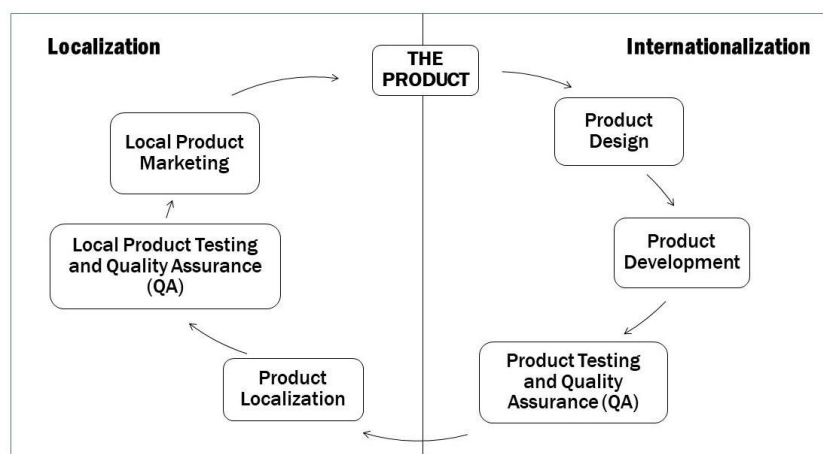 Localization
Internationalization
THE
PRODUCT
Product
Design
Product
Development
Product Testing
and Quality
Assurance (QA)
Product
Localization
Local Product Testing
and Quality Assurance
(QA)
Local Product
Marketing